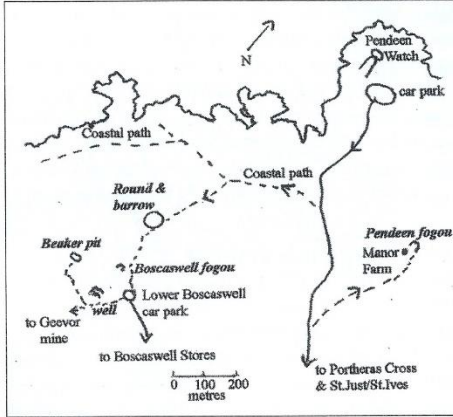 Pendeen
Watch
N
car park
Coastal path
Coastal path
Round &
barrow
Pendeen fogou
Manor
Farm
Beaker pit
Boscaswell fogou
well
Lower Boscaswell
car park
to Geevor
mine
to Boscaswell Stores
0 100 200
metres
to Portheras Cross
& St.Just/St.Ives